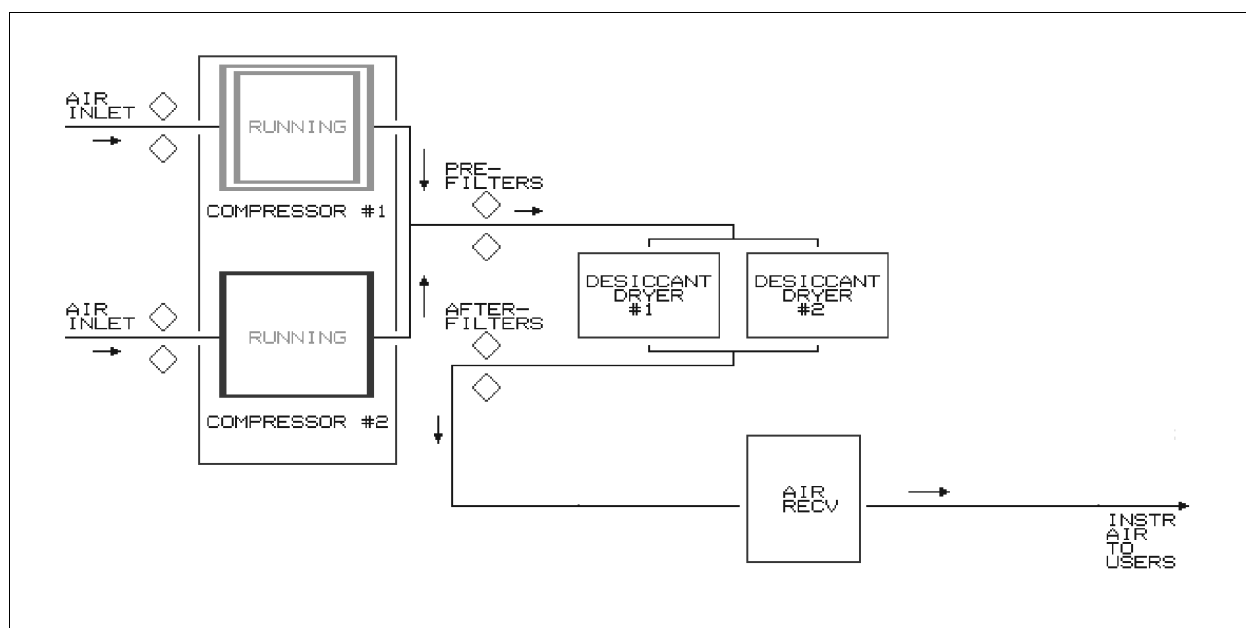 AIR
INLET
RUNNING
COMPRESSOR #1
PRE-
FILTERS
AIR
INLET
RUNNING
COMPRESSOR #2
AFTER-
FILTERS
DESICCANT
DRYER
#1
DESICCANT
DRYER
#2
AIR
RECV
INSTR
AIR
TO
USERS